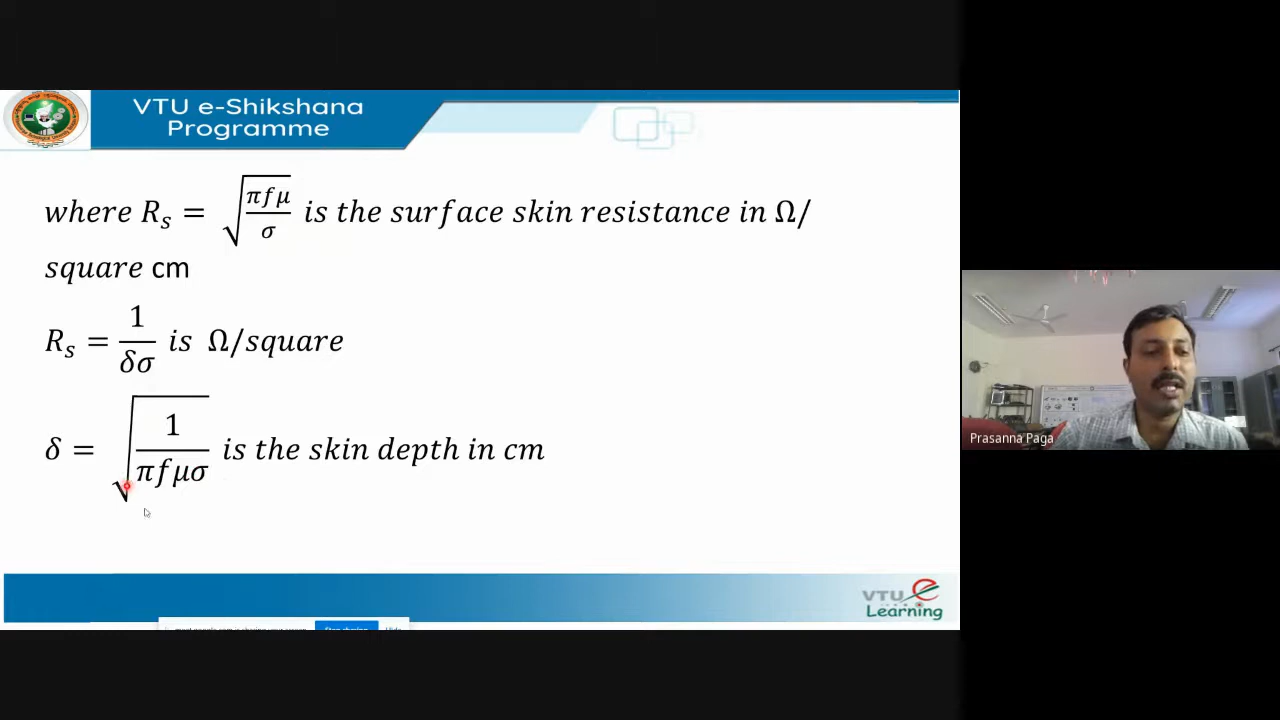 VTU e-Shikshana
Programme
where R_s = √(πfμ/σ) is the surface skin resistance in Ω/
square cm
R_s = 1/δσ is Ω/square
δ = √(1/πfμσ) is the skin depth in cm
Prasanna Paga
VTU e
Learning